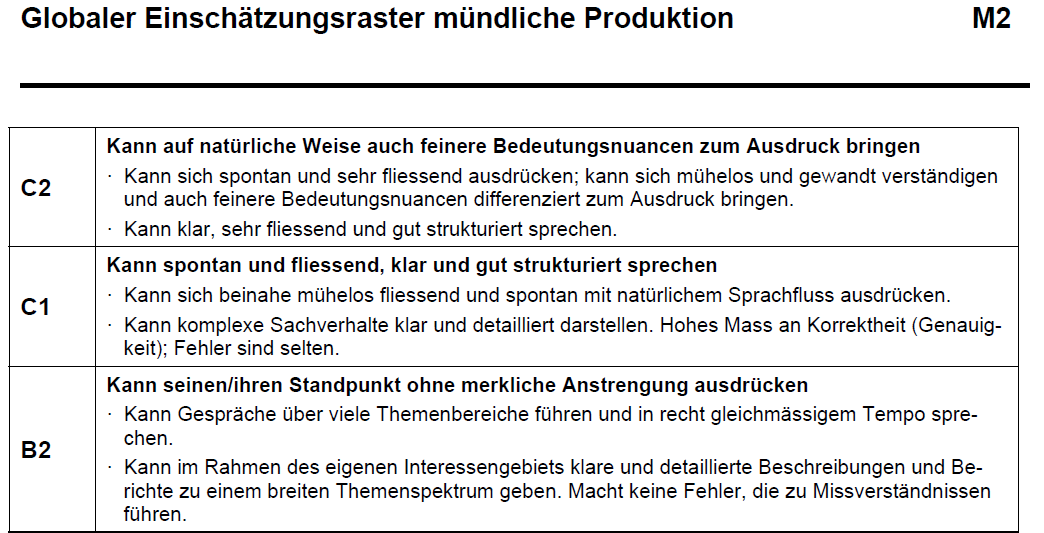 Globaler Einschätzungsraster mündliche Produktion M2
Kann auf natürliche Weise auch feinere Bedeutungsnuancen zum Ausdruck bringen
C2
· Kann sich spontan und sehr fliessend ausdrücken; kann sich mühelos und gewandt verständigen
und auch feinere Bedeutungsnuancen differenziert zum Ausdruck bringen.
· Kann klar, sehr fliessend und gut strukturiert sprechen.
Kann spontan und fliessend, klar und gut strukturiert sprechen
C1
· Kann sich beinahe mühelos fliessend und spontan mit natürlichem Sprachfluss ausdrücken.
· Kann komplexe Sachverhalte klar und detailliert darstellen. Hohes Mass an Korrektheit (Genauig-
keit); Fehler sind selten.
Kann seinen/ihren Standpunkt ohne merkliche Anstrengung ausdrücken
B2
· Kann Gespräche über viele Themenbereiche führen und in recht gleichmässigem Tempo spre-
chen.
· Kann im Rahmen des eigenen Interessengebiets klare und detaillierte Beschreibungen und Be-
richte zu einem breiten Themenspektrum geben. Macht keine Fehler, die zu Missverständnissen
führen.